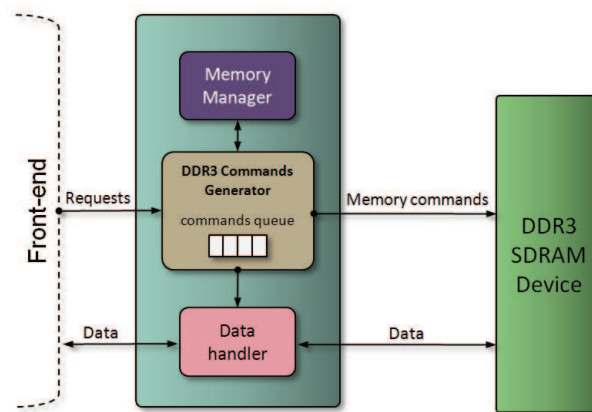 Front-end
Requests
Data
Memory
Manager
DDR3 Commands
Generator
commands queue
Data
handler
Memory commands
Data
DDR3
SDRAM
Device